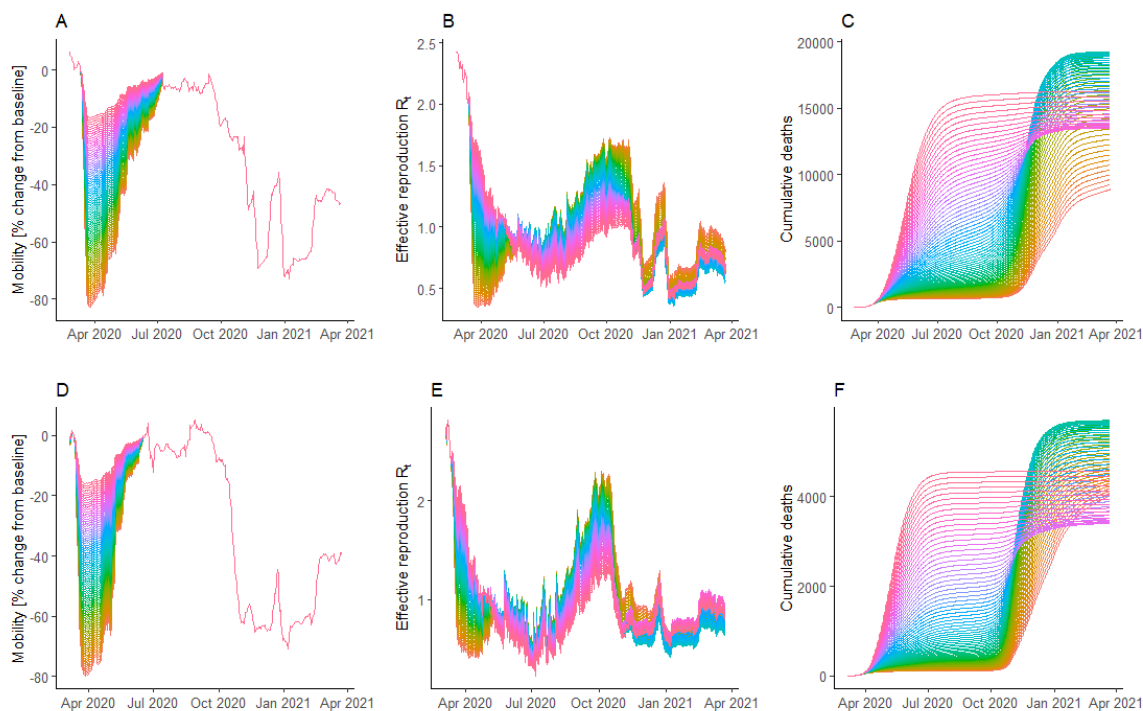 A
Mobility [% change from baseline]
0
-20
-40
-60
-80
Apr 2020 Jul 2020 Oct 2020 Jan 2021 Apr 2021
B
Effective reproduction Rt
2.5
2.0
1.5
1.0
0.5
Apr 2020 Jul 2020 Oct 2020 Jan 2021 Apr 2021
C
Cumulative deaths
20000
15000
10000
5000
0
Apr 2020 Jul 2020 Oct 2020 Jan 2021 Apr 2021
D
Mobility [% change from baseline]
0
-20
-40
-60
-80
Apr 2020 Jul 2020 Oct 2020 Jan 2021 Apr 2021
E
Effective reproduction Rt
2
1
Apr 2020 Jul 2020 Oct 2020 Jan 2021 Apr 2021
F
Cumulative deaths
4000
2000
0
Apr 2020 Jul 2020 Oct 2020 Jan 2021 Apr 2021